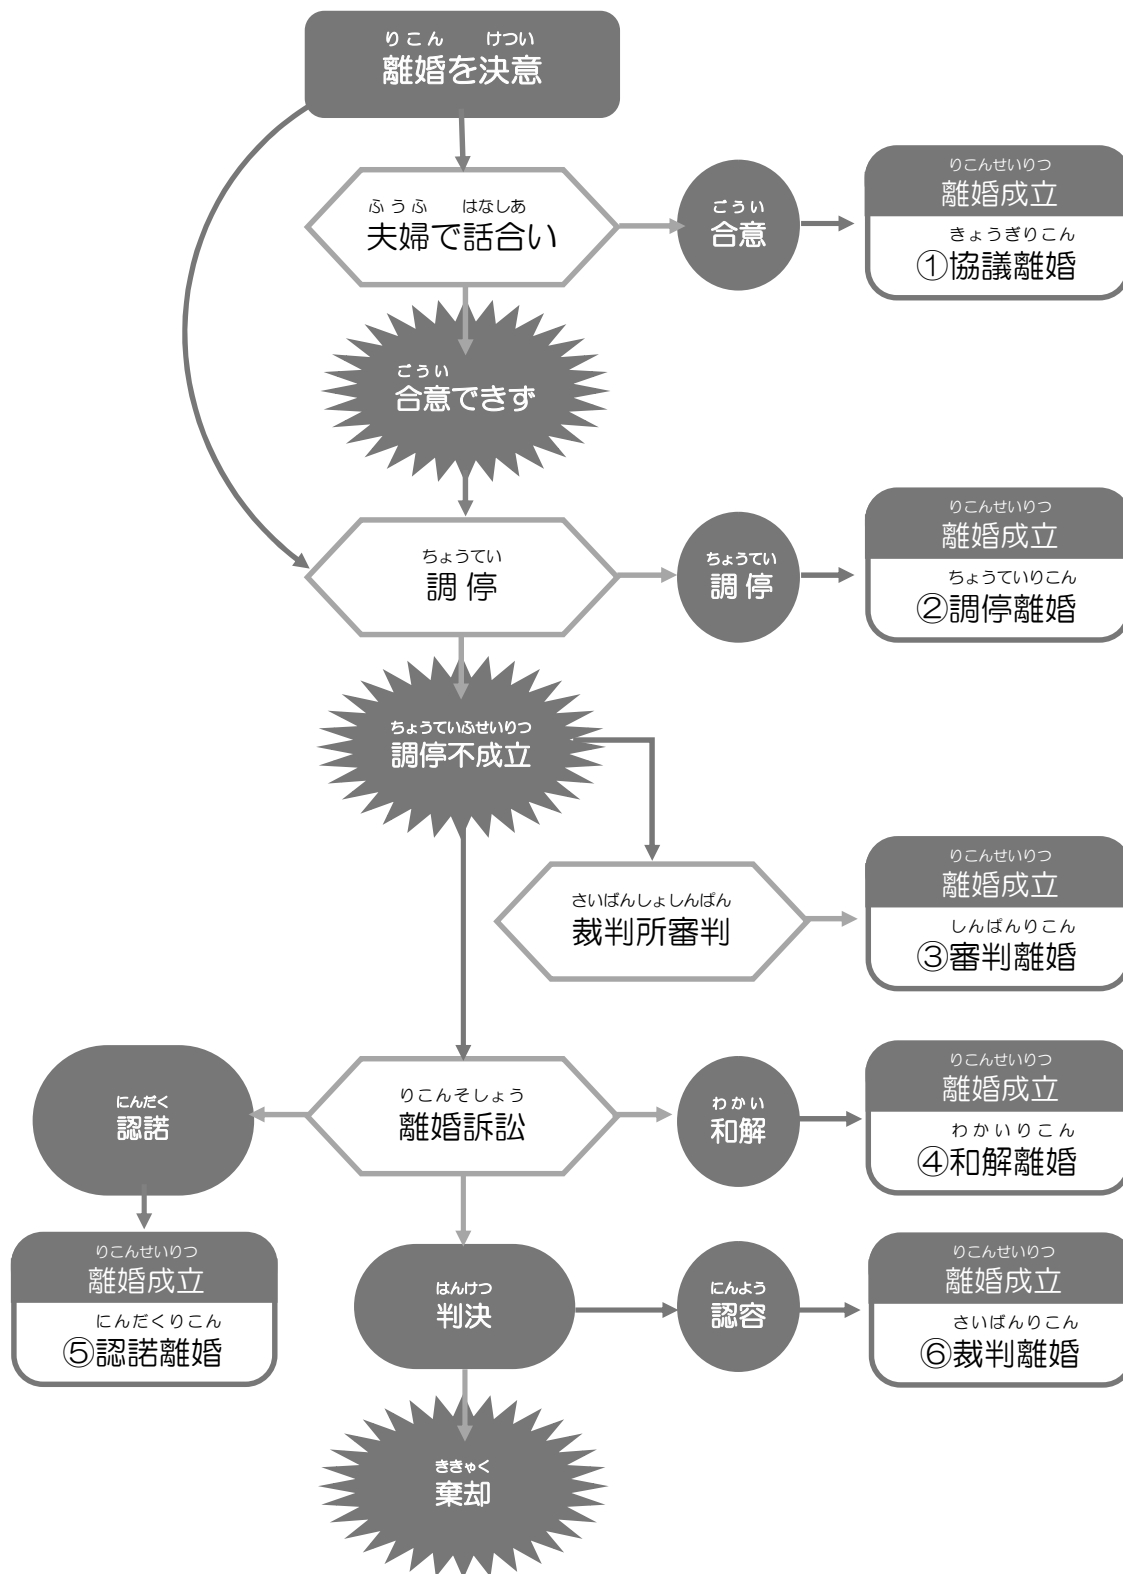 りこん けつい
離婚を決意
ふうふ はなしあ
夫婦で話合い
ごうい
合意
りこんせいりつ
離婚成立
きょうぎりこん
①協議離婚
ごうい
合意できず
ちょうてい
調停
ちょうてい
調停
りこんせいりつ
離婚成立
ちょうていりこん
②調停離婚
ちょうていふせいりつ
調停不成立
さいばんしょしんぱん
裁判所審判
りこんせいりつ
離婚成立
しんぱんりこん
③審判離婚
にんだく
認諾
りこんそしょう
離婚訴訟
わかい
和解
りこんせいりつ
離婚成立
わかいりこん
④和解離婚
りこんせいりつ
離婚成立
にんだくりこん
⑤認諾離婚
はんけつ
判決
にんよう
認容
りこんせいりつ
離婚成立
さいばんりこん
⑥裁判離婚
ききゃく
棄却